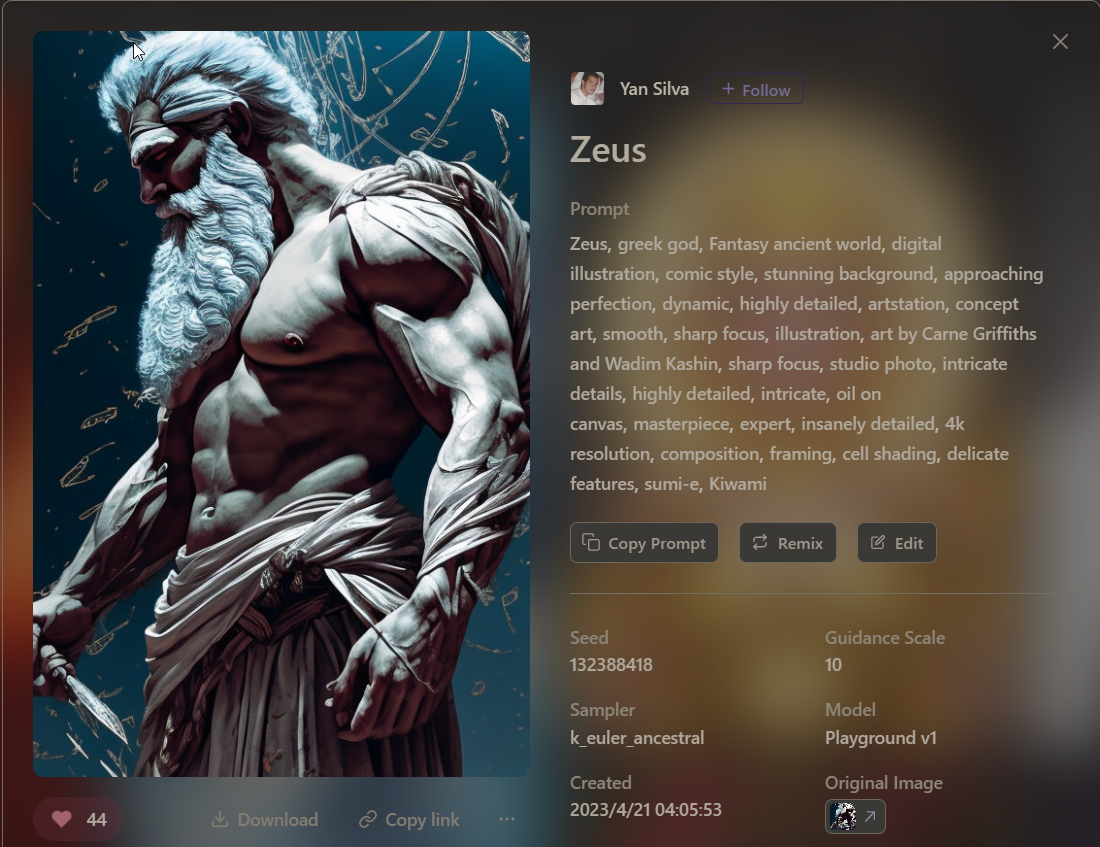 Yan Silva
+ Follow
Zeus
Prompt
Zeus, greek god, Fantasy ancient world, digital
illustration, comic style, stunning background, approaching
perfection, dynamic, highly detailed, artstation, concept
art, smooth, sharp focus, illustration, art by Carne Griffiths
and Wadim Kashin, sharp focus, studio photo, intricate
details, highly detailed, intricate, oil on
canvas, masterpiece, expert, insanely detailed, 4k
resolution, composition, framing, cell shading, delicate
features, sumi-e, Kiwami
Copy Prompt
Remix
Edit
Seed
132388418
Guidance Scale
10
Sampler
k_euler_ancestral
Model
Playground v1
Created
2023/4/21 04:05:53
Original Image
44
Download
Copy link